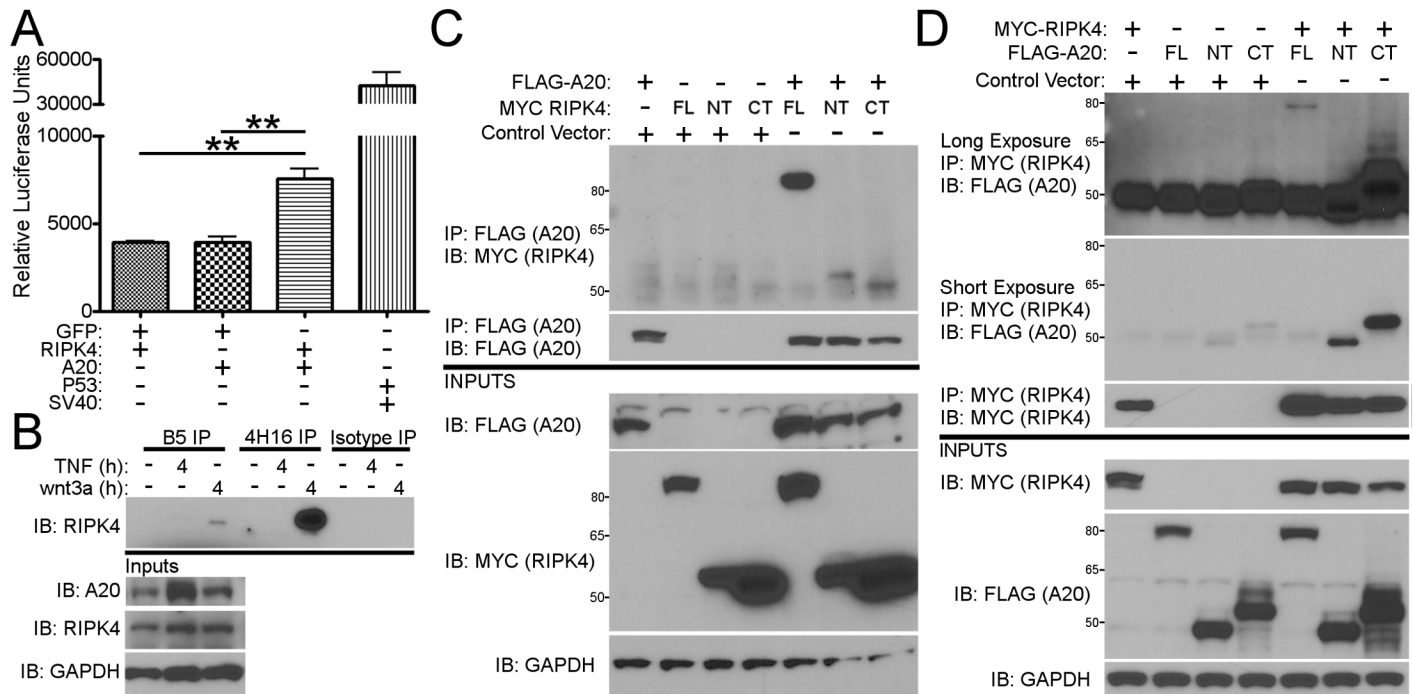 A
Relative Luciferase Units
60000
30000
10000
5000
0
**
**
GFP: + + - -
RIPK4: + - + -
A20: - + + -
P53: - - - +
SV40: - - - +
B
B5 IP 4H16 IP Isotype IP
TNF (h) - 4 - - 4 - - 4 -
wnt3a (h) - - 4 - - 4 - - 4
IB: RIPK4
Inputs
IB: A20
IB: RIPK4
IB: GAPDH
C
FLAG-A20: + - - - + + +
MYC RIPK4: - FL NT CT FL NT CT
Control Vector: + + + + - - -
80-
65-
50-
IP: FLAG (A20)
IB: MYC (RIPK4)
IP: FLAG (A20)
IB: FLAG (A20)
INPUTS
IB: FLAG (A20)
80-
65-
50-
IB: MYC (RIPK4)
IB: GAPDH
D
MYC-RIPK4: + - - - + + +
FLAG-A20: - FL NT CT FL NT CT
Control Vector: + + + + - - -
80-
65-
50-
Long Exposure
IP: MYC (RIPK4)
IB: FLAG (A20)
80-
65-
50-
Short Exposure
IP: MYC (RIPK4)
IB: FLAG (A20)
IP: MYC (RIPK4)
IB: MYC (RIPK4)
INPUTS
IB: MYC (RIPK4)
80-
65-
50-
IB: FLAG (A20)
IB: GAPDH